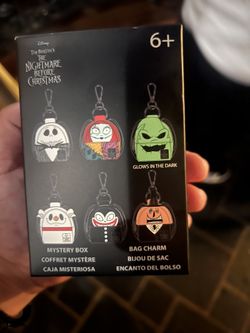 Disney
Tim Burton's
THE
NIGHTMARE
BEFORE
CHRISTMAS
6+
GLOWS IN THE DARK
MYSTERY BOX
COFFRET MYSTÈRE
CAJA MISTERIOSA
BAG CHARM
BIJOU DE SAC
ENCANTO DEL BOLSO